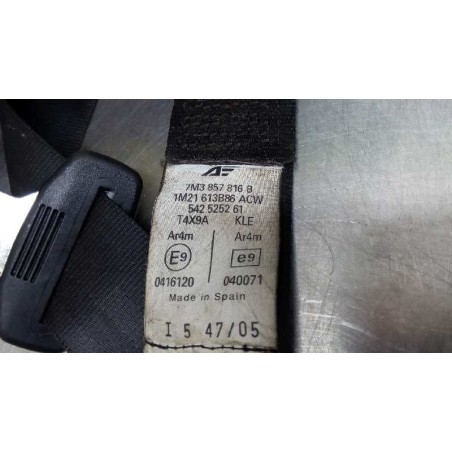 AF
7M3 857 816 B
1M21 613B86 ACW
542 5252 61
T4X9A KLE
Ar4m Ar4m
E9 e9
0416120 040071
Made in Spain
I 5 47/05